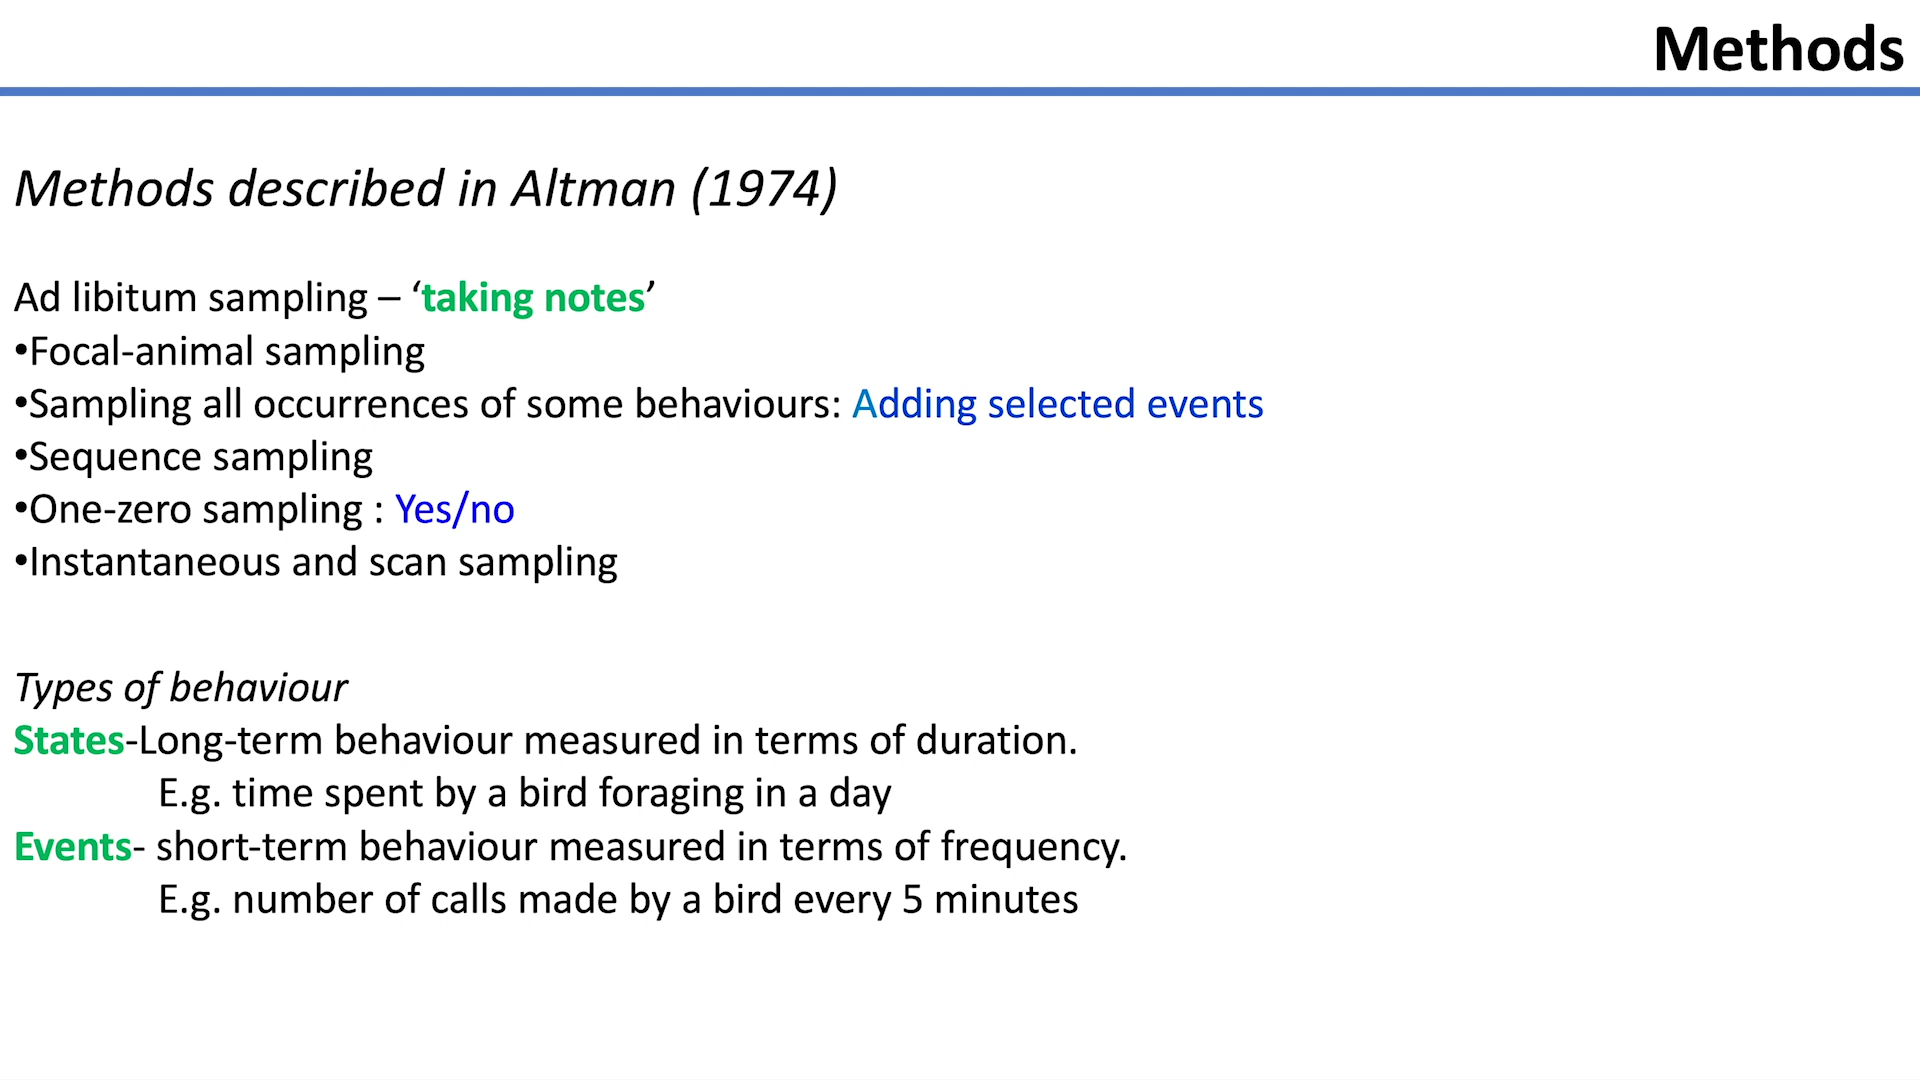 Methods
Methods described in Altman (1974)
Ad libitum sampling – ‘taking notes’
•Focal-animal sampling
•Sampling all occurrences of some behaviours: Adding selected events
•Sequence sampling
•One-zero sampling : Yes/no
•Instantaneous and scan sampling
Types of behaviour
States-Long-term behaviour measured in terms of duration.
E.g. time spent by a bird foraging in a day
Events- short-term behaviour measured in terms of frequency.
E.g. number of calls made by a bird every 5 minutes